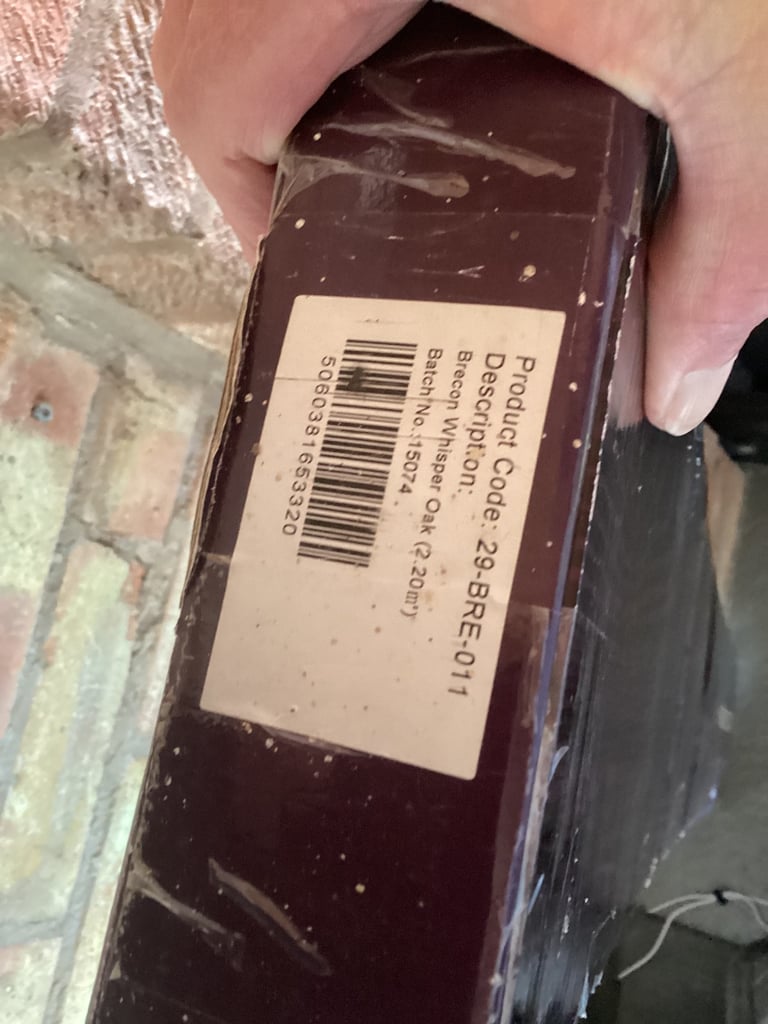 Product Code: 29-BRE-011
Description:
Brecon Whisper Oak (2.20m²)
Batch No.:15074
5060381653320